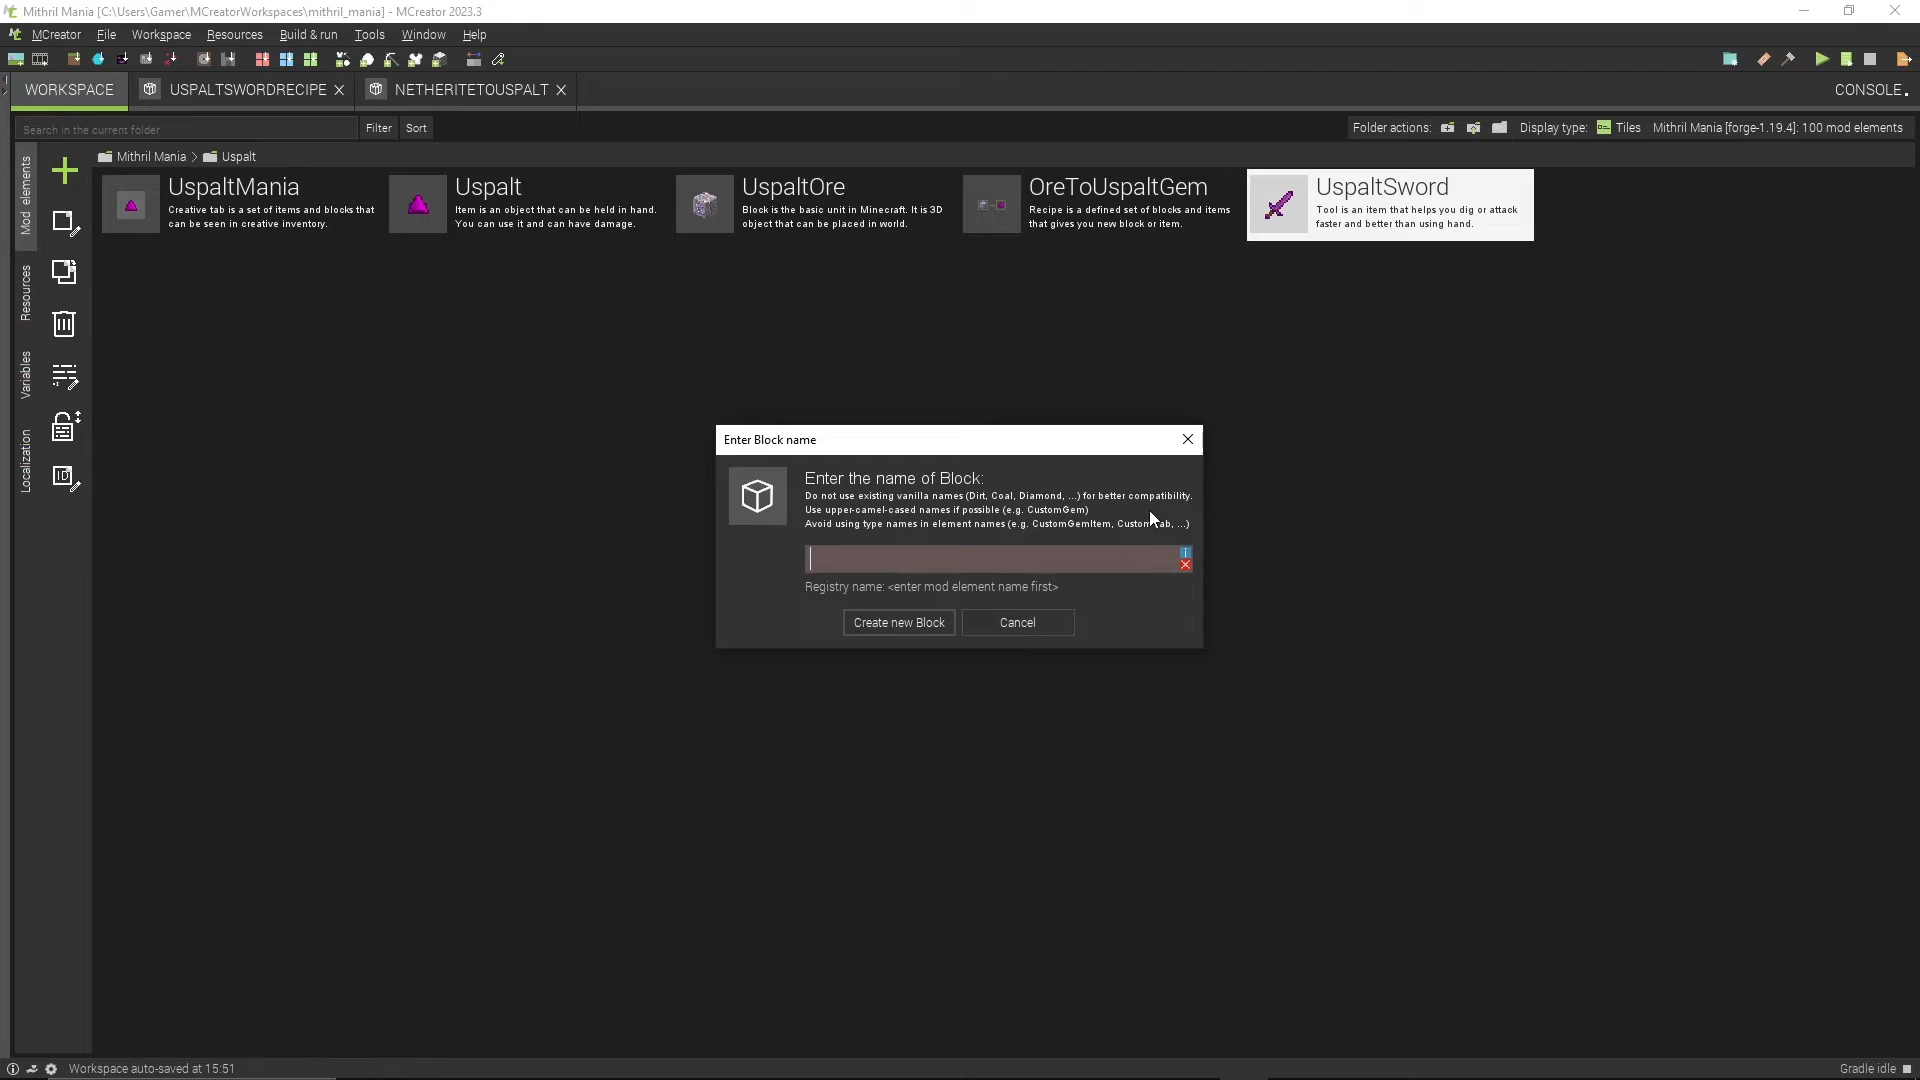 Mithril Mania [C:\Users\Gamer\MCreatorWorkspaces\mithril_mania] - MCreator 2023.3
MCreator File Workspace Resources Build & run Tools Window Help
WORKSPACE USPALTSWORDRECIPE NETHERITETOUSPALT CONSOLE
Search in the current folder Filter Sort Folder actions: Display type: Tiles Mithril Mania [forge-1.19.4]: 100 mod elements
Mithril Mania > Uspalt
Mod elements
Resources
Variables
Localization
UspaltMania
Creative tab is a set of items and blocks that
can be seen in creative inventory.
Uspalt
Item is an object that can be held in hand.
You can use it and can have damage.
UspaltOre
Block is the basic unit in Minecraft. It is 3D
object that can be placed in world.
OreToUspaltGem
Recipe is a defined set of blocks and items
that gives you new block or item.
UspaltSword
Tool is an item that helps you dig or attack
faster and better than using hand.
Enter Block name
Enter the name of Block:
Do not use existing vanilla names (Dirt, Coal, Diamond, ...) for better compatibility.
Use upper-camel-cased names if possible (e.g. CustomGem)
Avoid using type names in element names (e.g. CustomGemItem, CustomTab, ...)
Registry name: <enter mod element name first>
Create new Block Cancel
Workspace auto-saved at 15:51 Gradle idle